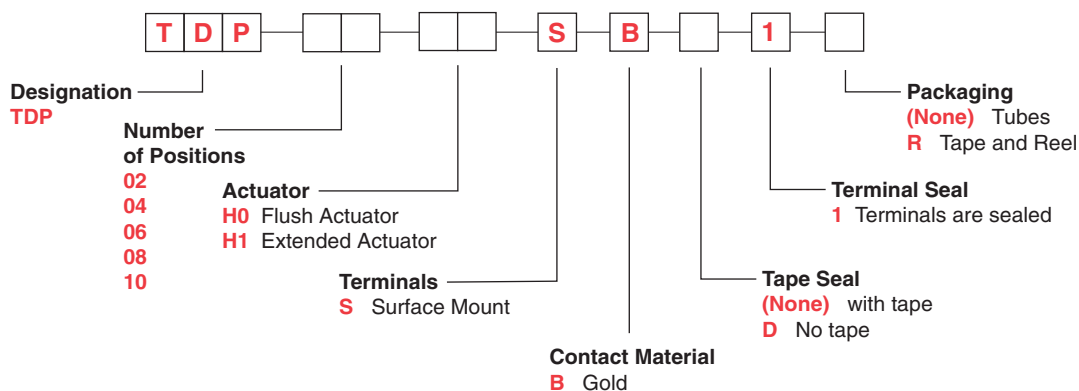 T D P S B 1
Designation
TDP
Number
of Positions
02
04
06
08
10
Actuator
H0 Flush Actuator
H1 Extended Actuator
Terminals
S Surface Mount
Contact Material
B Gold
Tape Seal
(None) with tape
D No tape
Terminal Seal
1 Terminals are sealed
Packaging
(None) Tubes
R Tape and Reel